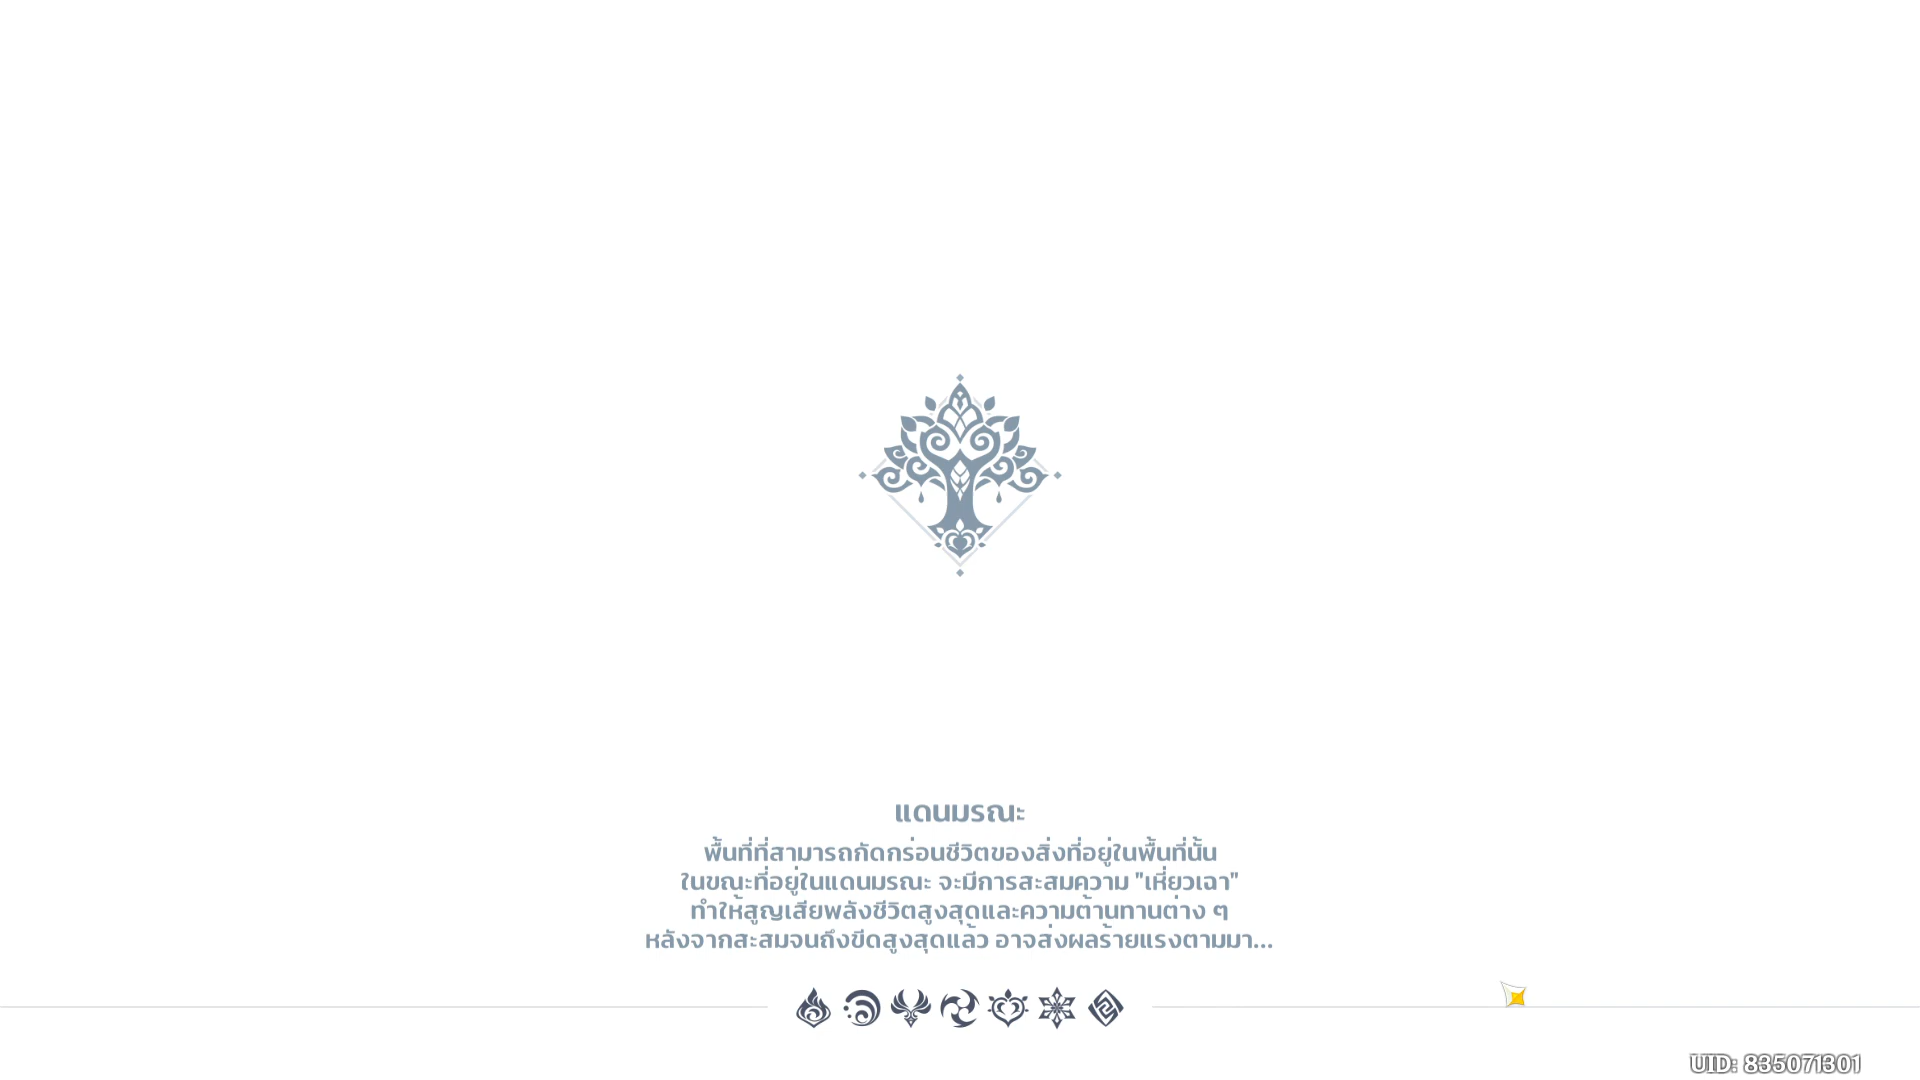 แดนมรณะ
พื้นที่ที่สามารถกัดกร่อนชีวิตของสิ่งที่อยู่ในพื้นที่นั้น
ในขณะที่อยู่ในแดนมรณะ จะมีการสะสมความ "เหี่ยวเฉา"
ทำให้สูญเสียพลังชีวิตสูงสุดและความต้านทานต่าง ๆ
หลังจากสะสมจนถึงขีดสูงสุดแล้ว อาจส่งผลร้ายแรงตามมา...
UID: 835071301